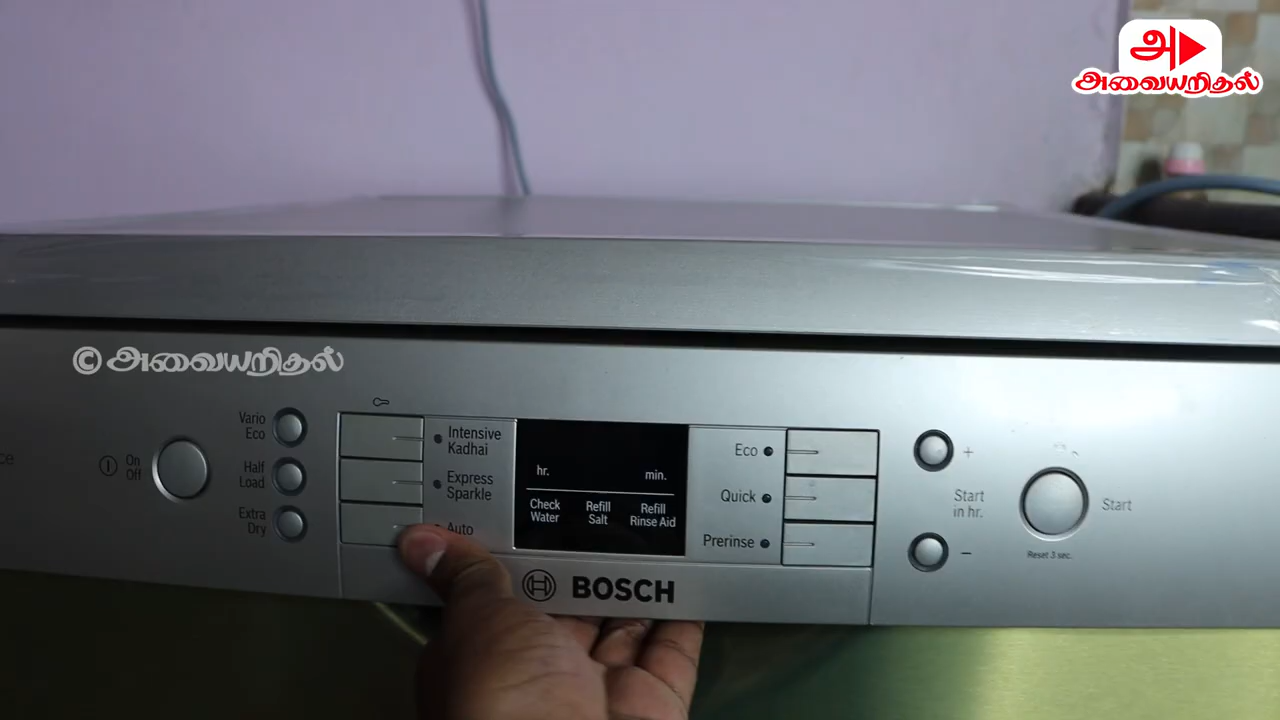 அ
அவையறிதல்
© அவையறிதல்
ce
On
Off
Vario
Eco
Half
Load
Extra
Dry
Intensive
Kadhai
Express
Sparkle
Auto
hr. min.
Check
Water
Refill
Salt
Refill
Rinse Aid
Eco
Quick
Prerinse
+
Start
in hr.
−
Start
Reset 3 sec.
BOSCH